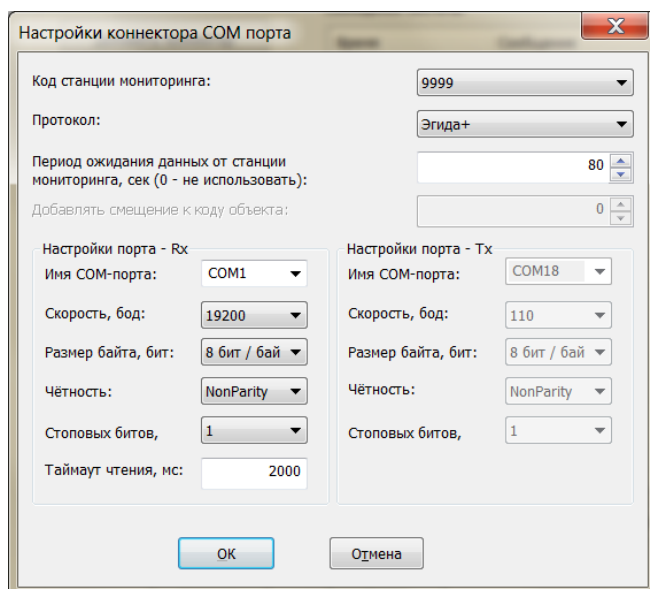 Настройки коннектора COM порта
Код станции мониторинга:
9999
Протокол:
Эгида+
Период ожидания данных от станции
мониторинга, сек (0 - не использовать):
80
Добавлять смещение к коду объекта:
0
Настройки порта - Rx
Имя COM-порта:
COM1
Скорость, бод:
19200
Размер байта, бит:
8 бит / бай
Чётность:
NonParity
Стоповых битов,
1
Таймаут чтения, мс:
2000
Настройки порта - Tx
Имя COM-порта:
COM18
Скорость, бод:
110
Размер байта, бит:
8 бит / бай
Чётность:
NonParity
Стоповых битов,
1
OK
Отмена